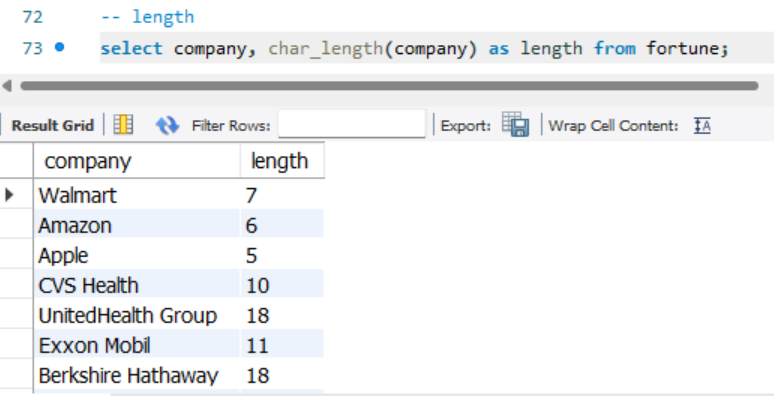 72 -- length
73 select company, char_length(company) as length from fortune;
Result Grid Filter Rows: Export: Wrap Cell Content: IA
company length
Walmart 7
Amazon 6
Apple 5
CVS Health 10
UnitedHealth Group 18
Exxon Mobil 11
Berkshire Hathaway 18